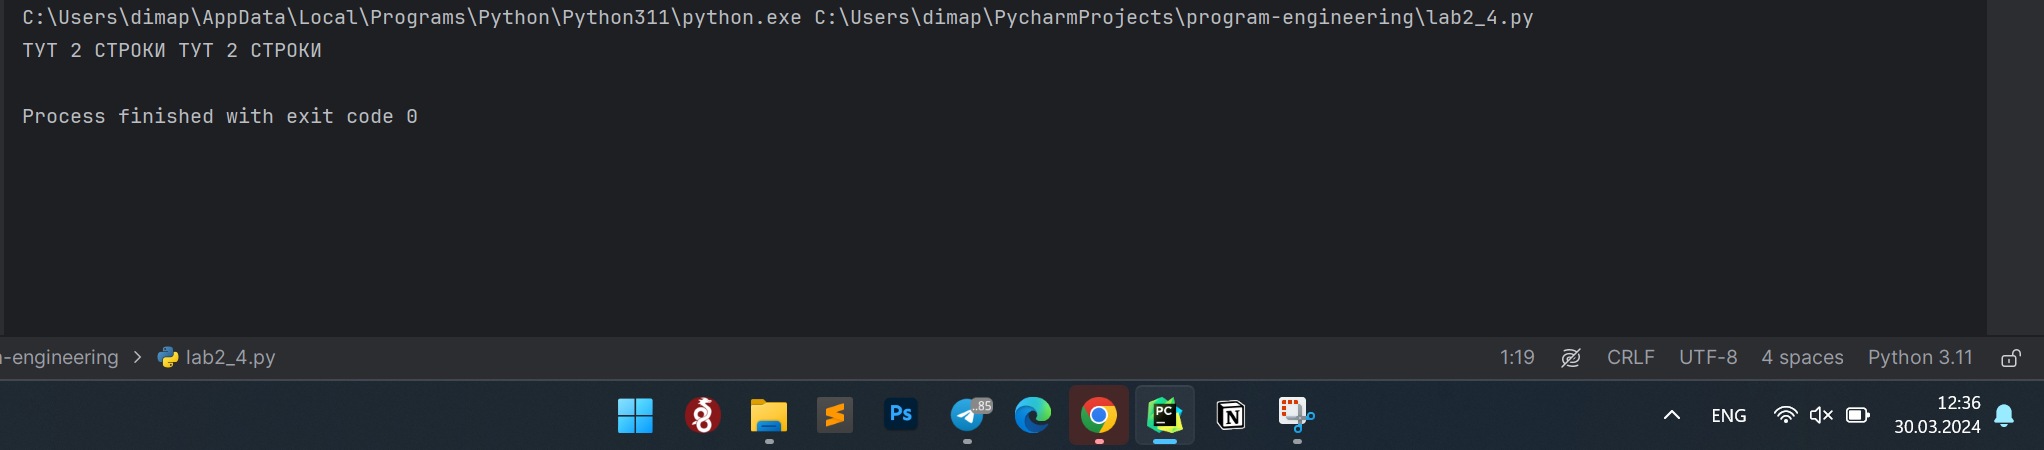 C:\Users\dimap\AppData\Local\Programs\Python\Python311\python.exe C:\Users\dimap\PycharmProjects\program-engineering\lab2_4.py
ТУТ 2 СТРОКИ ТУТ 2 СТРОКИ
Process finished with exit code 0
-engineering > lab2_4.py 1:19 CRLF UTF-8 4 spaces Python 3.11
Ps ..85 PC N ENG 12:36
30.03.2024